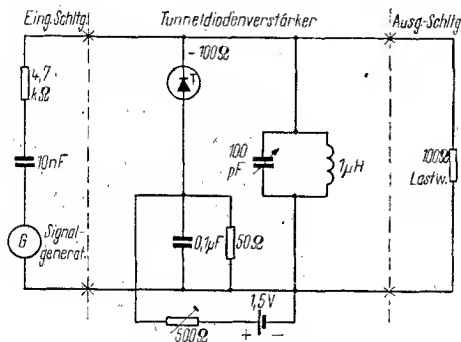 Eing.Schltg.
Tunneldiodenverstärker
Ausg-Schltg
4,7
kΩ
10nF
G
Signal-
generat.
-100Ω
T
100
pF
1µH
100Ω
Lastw.
0,1µF
50Ω
500Ω
1,5V
+ -